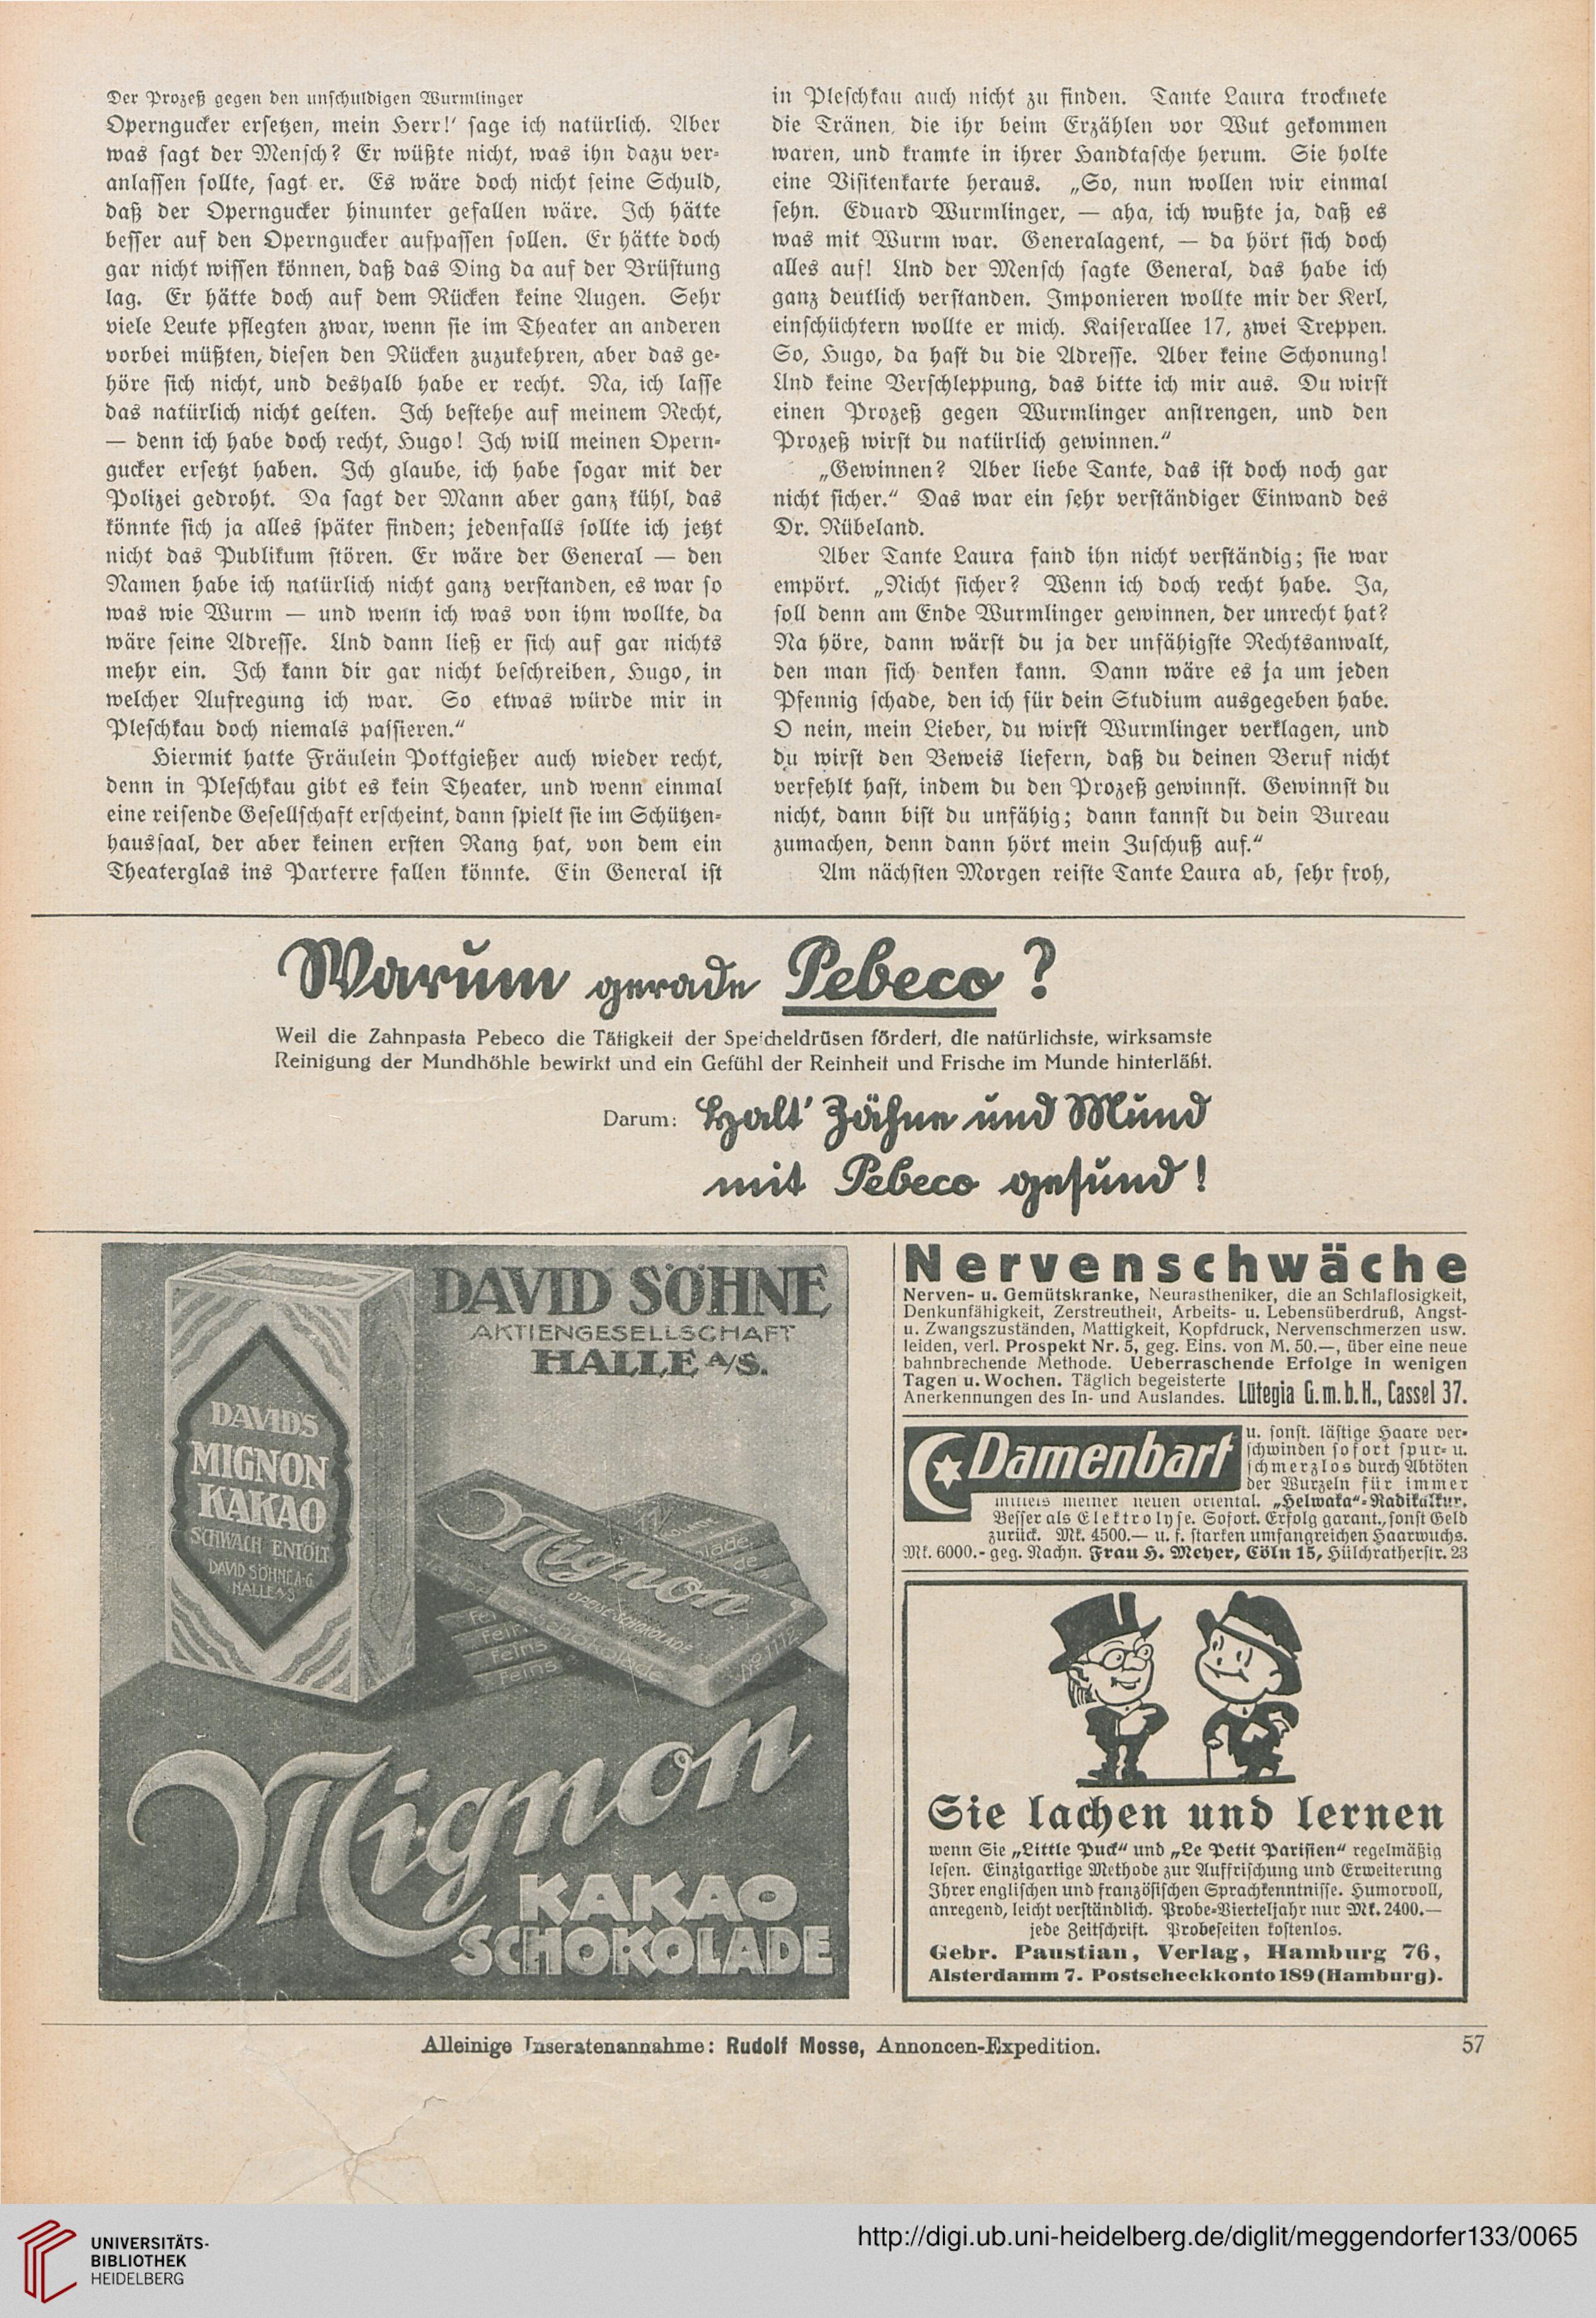 Der Prozeß gegen den unschuldigen Wurmlinger
Operngucker ersetzen, mein Herr!' sage ich natürlich. Aber
was sagt der Mensch? Er wüßte nicht, was ihn dazu ver-
anlassen sollte, sagt er. Es wäre doch nicht seine Schuld,
daß der Operngucker hinunter gefallen wäre. Ich hätte
besser auf den Operngucker aufpassen sollen. Er hätte doch
gar nicht wissen können, daß das Ding da auf der Brüstung
lag. Er hätte doch auf dem Rücken keine Augen. Sehr
viele Leute pflegten zwar, wenn sie im Theater an anderen
vorbei müßten, diesen den Rücken zuzukehren, aber das ge-
höre sich nicht, und deshalb habe er recht. Na, ich lasse
das natürlich nicht gelten. Ich bestehe auf meinem Recht,
— denn ich habe doch recht, Hugo! Ich will meinen Opern-
gucker ersetzt haben. Ich glaube, ich habe sogar mit der
Polizei gedroht. Da sagt der Mann aber ganz kühl, das
könnte sich ja alles später finden; jedenfalls sollte ich jetzt
nicht das Publikum stören. Er wäre der General — den
Namen habe ich natürlich nicht ganz verstanden, es war so
was wie Wurm — und wenn ich was von ihm wollte, da
wäre seine Adresse. Und dann ließ er sich auf gar nichts
mehr ein. Ich kann dir gar nicht beschreiben, Hugo, in
welcher Aufregung ich war. So etwas würde mir in
Pleschkau doch niemals passieren.“
Hiermit hatte Fräulein Pottgießer auch wieder recht,
denn in Pleschkau gibt es kein Theater, und wenn einmal
eine reisende Gesellschaft erscheint, dann spielt sie im Schützen-
haussaal, der aber keinen ersten Rang hat, von dem ein
Theaterglas ins Parterre fallen könnte. Ein General ist
in Pleschkau auch nicht zu finden. Tante Laura trocknete
die Tränen, die ihr beim Erzählen vor Wut gekommen
waren, und kramte in ihrer Handtasche herum. Sie holte
eine Visitenkarte heraus. „So, nun wollen wir einmal
sehn. Eduard Wurmlinger, — aha, ich wußte ja, daß es
was mit Wurm war. Generalagent, — da hört sich doch
alles auf! Und der Mensch sagte General, das habe ich
ganz deutlich verstanden. Imponieren wollte mir der Kerl,
einschüchtern wollte er mich. Kaiserallee 17, zwei Treppen.
So, Hugo, da hast du die Adresse. Aber keine Schonung!
Und keine Verschleppung, das bitte ich mir aus. Du wirst
einen Prozeß gegen Wurmlinger anstrengen, und den
Prozeß wirst du natürlich gewinnen.“
„Gewinnen? Aber liebe Tante, das ist doch noch gar
nicht sicher.“ Das war ein sehr verständiger Einwand des
Dr. Rübeland.
Aber Tante Laura fand ihn nicht verständig; sie war
empört. „Nicht sicher? Wenn ich doch recht habe. Ja,
soll denn am Ende Wurmlinger gewinnen, der unrecht hat?
Na höre, dann wärst du ja der unfähigste Rechtsanwalt,
den man sich denken kann. Dann wäre es ja um jeden
Pfennig schade, den ich für dein Studium ausgegeben habe.
O nein, mein Lieber, du wirst Wurmlinger verklagen, und
du wirst den Beweis liefern, daß du deinen Beruf nicht
verfehlt hast, indem du den Prozeß gewinnst. Gewinnst du
nicht, dann bist du unfähig; dann kannst du dein Bureau
zumachen, denn dann hört mein Zuschuß auf.“
Am nächsten Morgen reiste Tante Laura ab, sehr froh,
Warum gerade Pebeco?
Weil die Zahnpasta Pebeco die Tätigkeit der Speicheldrüsen fördert, die natürlichste, wirksamste
Reinigung der Mundhöhle bewirkt und ein Gefühl der Reinheit und Frische im Munde hinterläßt.
Darum: Halt' Zähne und Mund
mit Pebeco gesund!
DAVID SÖHNE
AKTIENGESELLSCHAFT
HALLE A/S.
DAVIDS
MIGNON
KAKAO
SCHWACH ENTÖLT
DAVID SÖHNE A-G
HALLE A-S
Mignon
SPEISE SCHOKOLADE
No 1112
Feins
Feins
Mignon
KAKAO
SCHOKOLADE
Nervenschwäche
Nerven- u. Gemütskranke, Neurastheniker, die an Schlaflosigkeit,
Denkunfähigkeit, Zerstreutheit, Arbeits- u. Lebensüberdruß, Angst-
u. Zwangszuständen, Mattigkeit, Kopfdruck, Nervenschmerzen usw.
leiden, verl. Prospekt Nr. 5, geg. Eins. von M. 50.—, über eine neue
bahnbrechende Methode. Ueberraschende Erfolge in wenigen
Tagen u. Wochen. Täglich begeisterte
Anerkennungen des In- und Auslandes. Lütegia G.m.b.H., Cassel 37.
Damenbart
u. sonst. lästige Haare ver-
schwinden sofort spur- u.
schmerzlos durch Abtöten
der Wurzeln für immer
mittels meiner neuen oriental. „Helwaka“-Radikalkur.
Besser als Elektrolyse. Sofort. Erfolg garant., sonst Geld
zurück. Mk. 4500.— u. f. starken umfangreichen Haarwuchs.
Mk. 6000.- geg. Nachn. Frau H. Meyer, Cöln 15, Hülchratherstr. 23
Sie lachen und lernen
wenn Sie „Little Puck“ und „Le Petit Parisien“ regelmäßig
lesen. Einzigartige Methode zur Auffrischung und Erweiterung
Ihrer englischen und französischen Sprachkenntnisse. Humorvoll,
anregend, leicht verständlich. Probe-Vierteljahr nur Mk. 2400.—
jede Zeitschrift. Probeseiten kostenlos.
Gebr. Paustian, Verlag, Hamburg 76,
Alsterdamm 7. Postscheckkonto 189 (Hamburg).
Alleinige Inseratenannahme: Rudolf Mosse, Annoncen-Expedition.
57
UNIVERSITÄTS-
BIBLIOTHEK
HEIDELBERG
http://digi.ub.uni-heidelberg.de/diglit/meggendorfer133/0065